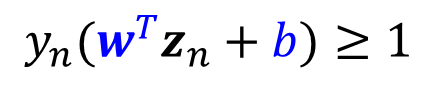 yₙ(𝒘ᵀ𝒛ₙ + b) ≥ 1